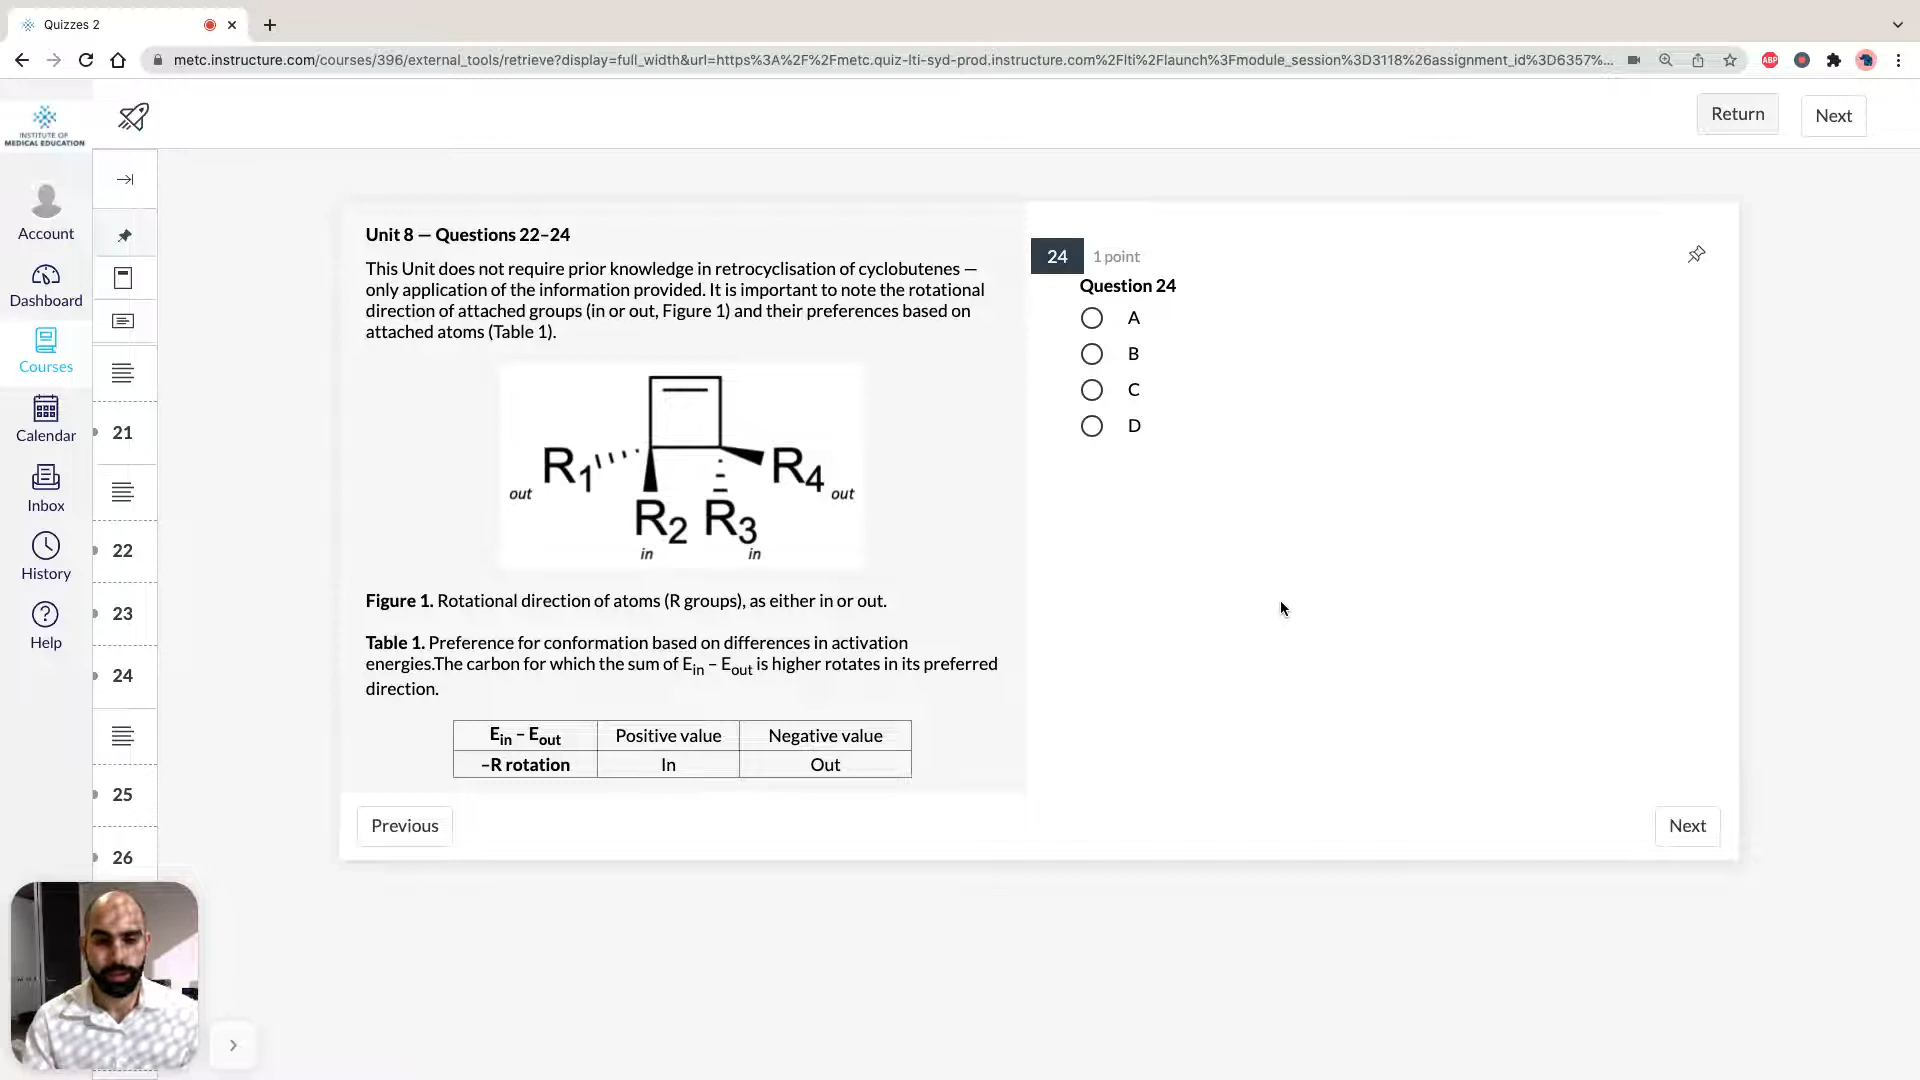 Quizzes 2
metc.instructure.com/courses/396/external_tools/retrieve?display=full_width&url=https%3A%2F%2Fmetc.quiz-lti-syd-prod.instructure.com%2Flti%2Flaunch%3Fmodule_session%3D3118%26assignment_id%3D6357%...
ABP
INSTITUTE OF
MEDICAL EDUCATION
Return
Next
Account
Dashboard
Courses
Calendar
Inbox
History
Help
21
22
23
24
25
26
Unit 8 — Questions 22–24
This Unit does not require prior knowledge in retrocyclisation of cyclobutenes —
only application of the information provided. It is important to note the rotational
direction of attached groups (in or out, Figure 1) and their preferences based on
attached atoms (Table 1).
R1 R4
out out
R2 R3
in in
Figure 1. Rotational direction of atoms (R groups), as either in or out.
Table 1. Preference for conformation based on differences in activation
energies.The carbon for which the sum of Ein – Eout is higher rotates in its preferred
direction.
Ein – Eout Positive value Negative value
–R rotation In Out
24 1 point
Question 24
A
B
C
D
Previous
Next